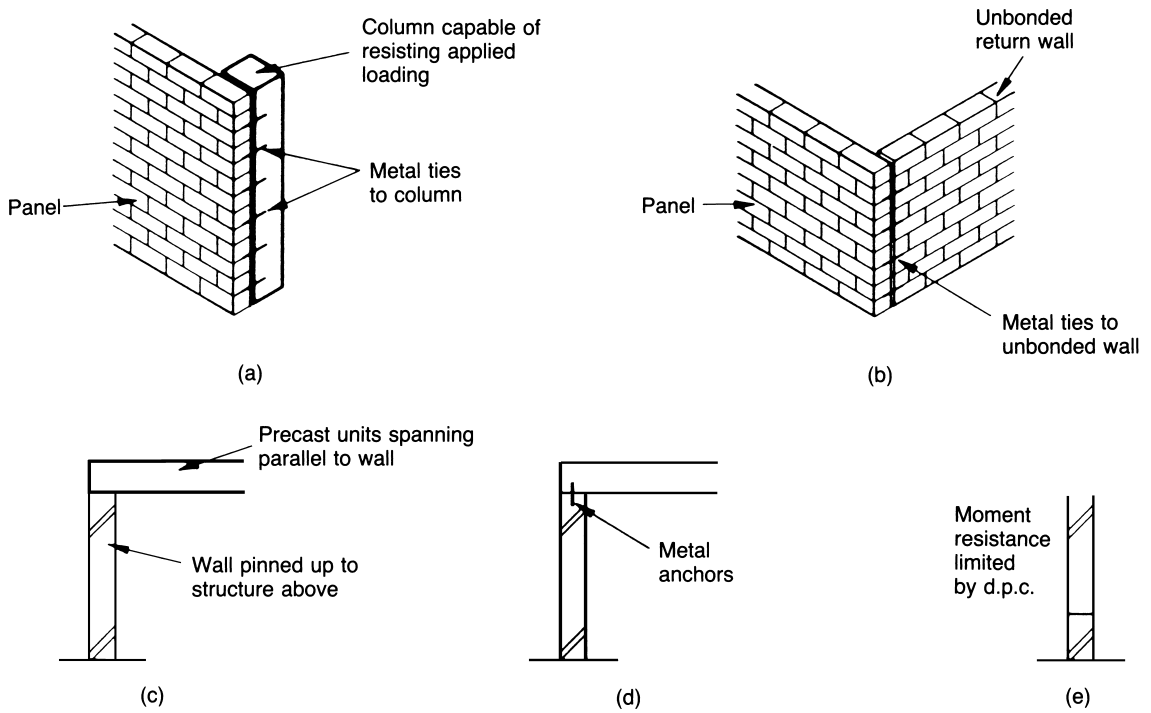 Column capable of
resisting applied
loading
Metal ties
to column
Panel
(a)
Unbonded
return wall
Panel
Metal ties to
unbonded wall
(b)
Precast units spanning
parallel to wall
Wall pinned up to
structure above
(c)
Metal
anchors
(d)
Moment
resistance
limited
by d.p.c.
(e)